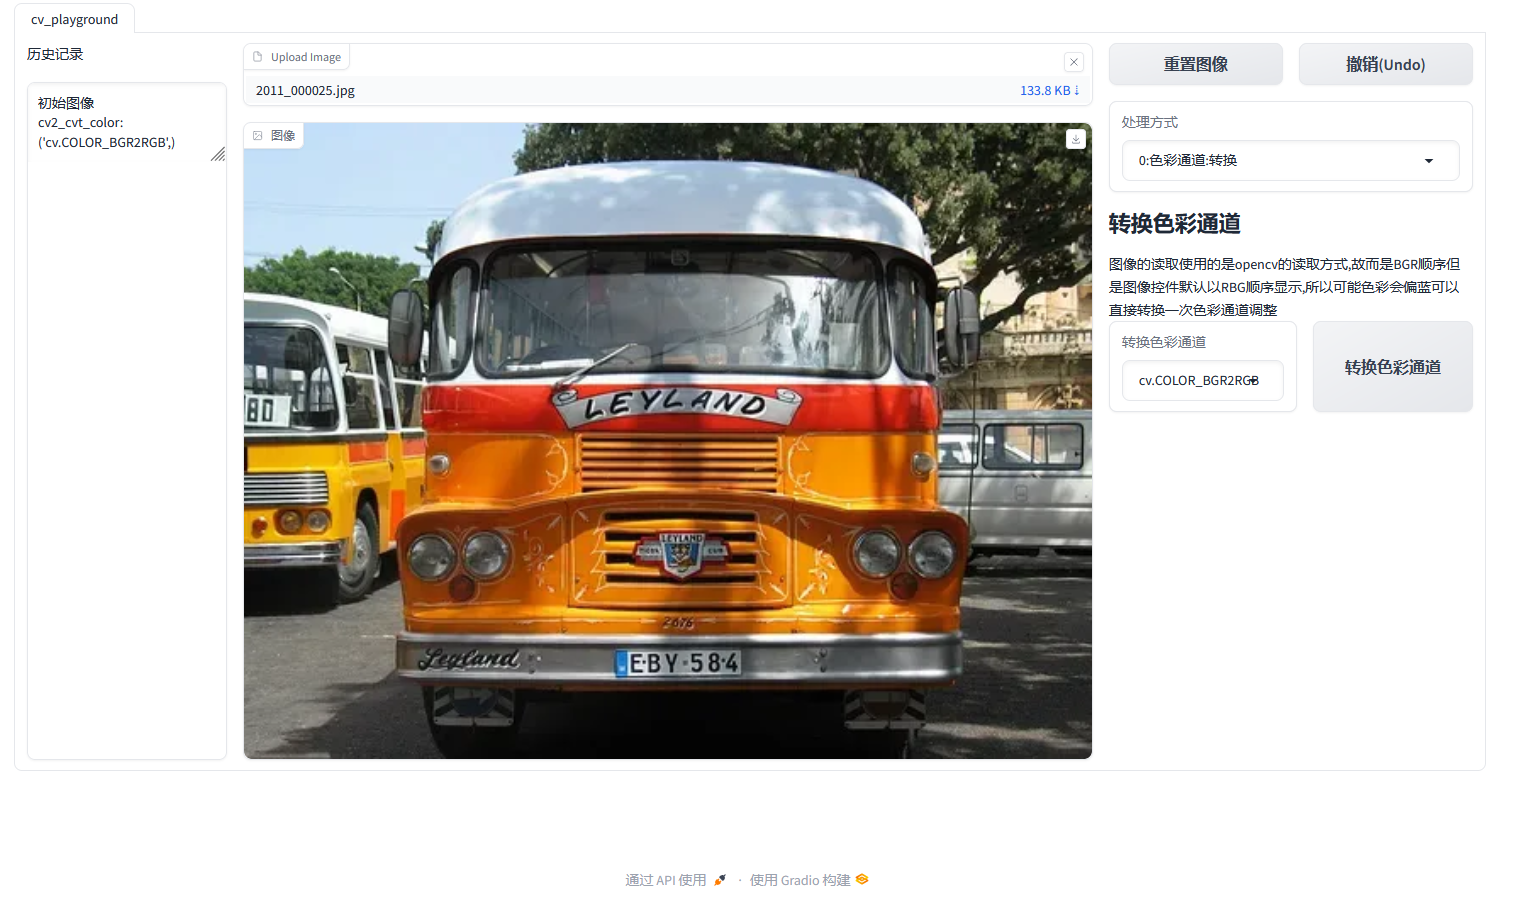 cv_playground
历史记录
初始图像
cv2_cvt_color:
('cv.COLOR_BGR2RGB',)
Upload Image
2011_000025.jpg
133.8 KB ↓
图像
80
LEYLAND
LEYLAND
2676
Leyland
EBY·584
重置图像
撤销(Undo)
处理方式
0:色彩通道:转换
转换色彩通道
图像的读取使用的是opencv的读取方式,故而是BGR顺序但
是图像控件默认以RBG顺序显示,所以可能色彩会偏蓝可以
直接转换一次色彩通道调整
转换色彩通道
cv.COLOR_BGR2RGB
转换色彩通道
通过 API 使用 · 使用 Gradio 构建